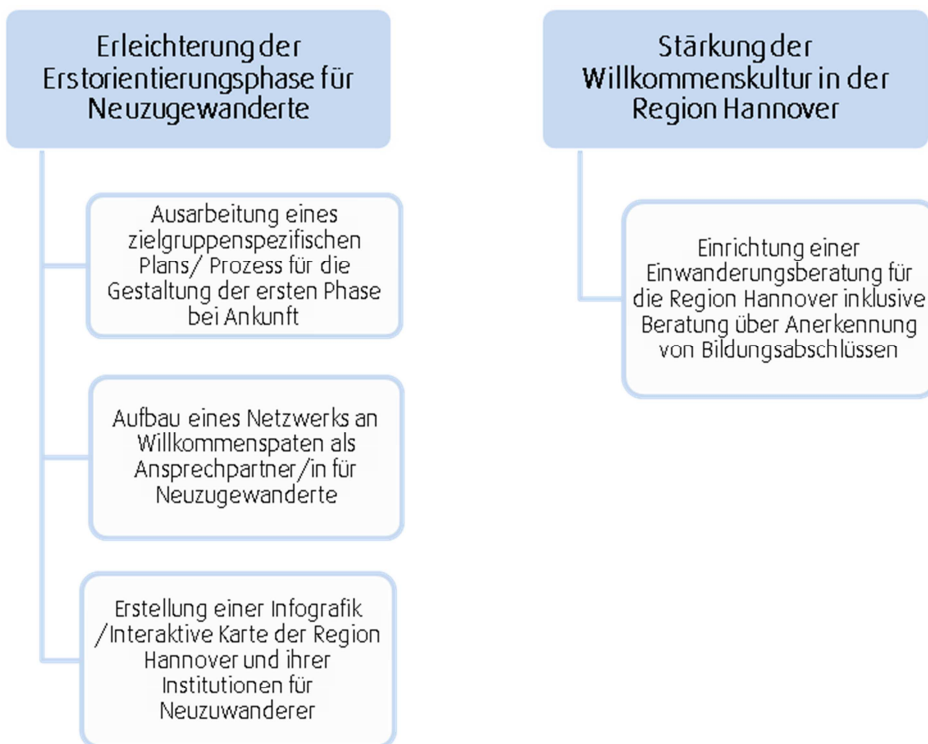 Erleichterung der
Erstorientierungsphase für
Neuzugewanderte
Ausarbeitung eines
zielgruppenspezifischen
Plans/ Prozess für die
Gestaltung der ersten Phase
bei Ankunft
Aufbau eines Netzwerks an
Willkommenspaten als
Ansprechpartner/in für
Neuzugewanderte
Erstellung einer Infografik
/Interaktive Karte der Region
Hannover und ihrer
Institutionen für
Neuzuwanderer
Stärkung der
Willkommenskultur in der
Region Hannover
Einrichtung einer
Einwanderungsberatung für
die Region Hannover inklusive
Beratung über Anerkennung
von Bildungsabschlüssen